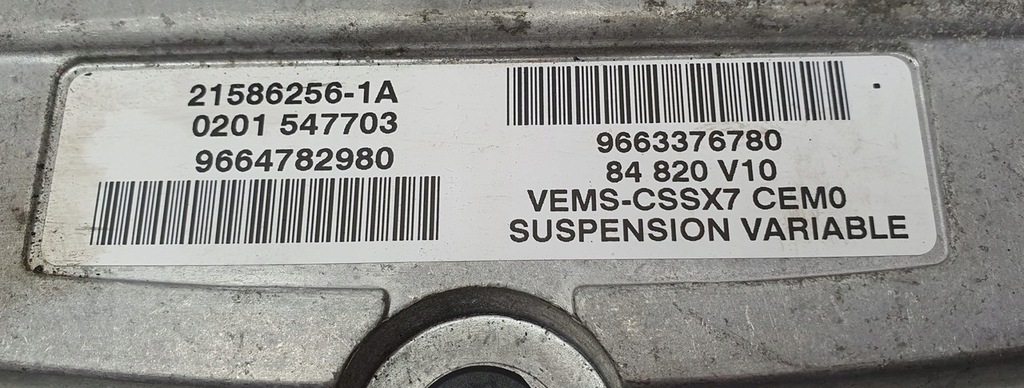 21586256-1A
0201 547703
9664782980
9663376780
84 820 V10
VEMS-CSSX7 CEM0
SUSPENSION VARIABLE